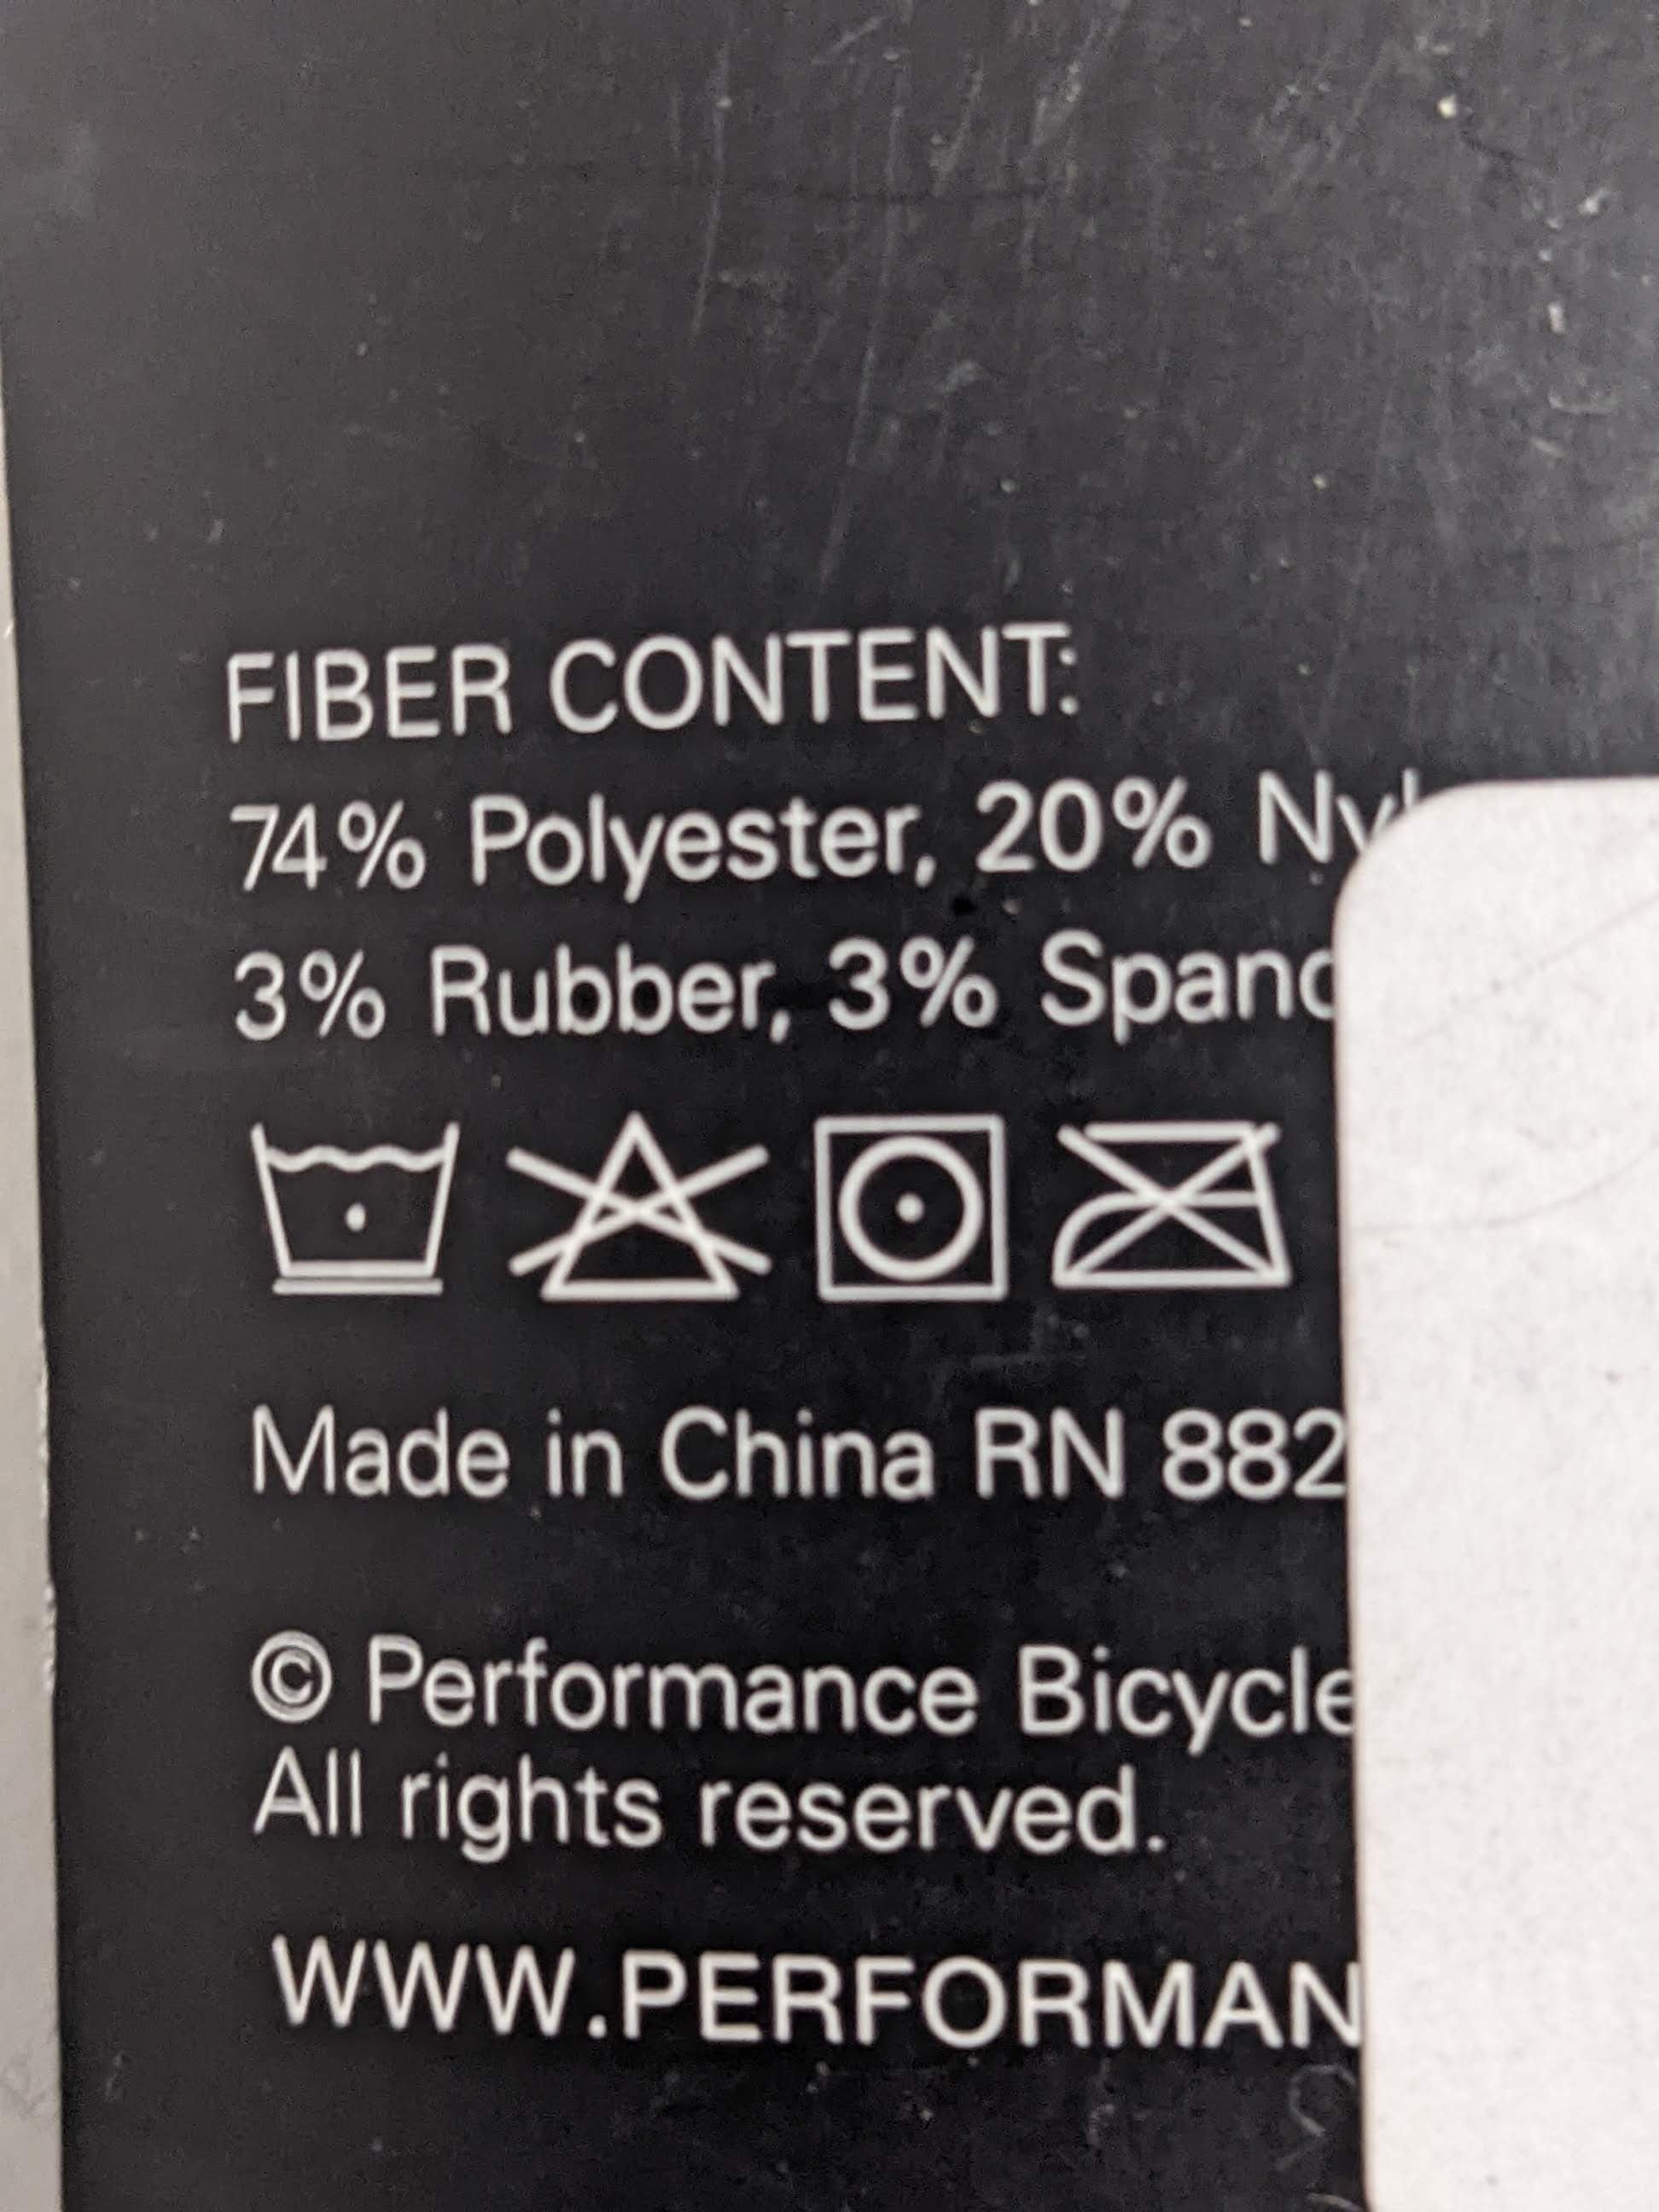 FIBER CONTENT:
74% Polyester, 20% Nyl
3% Rubber, 3% Spand
Made in China RN 882
© Performance Bicycle
All rights reserved.
WWW.PERFORMAN